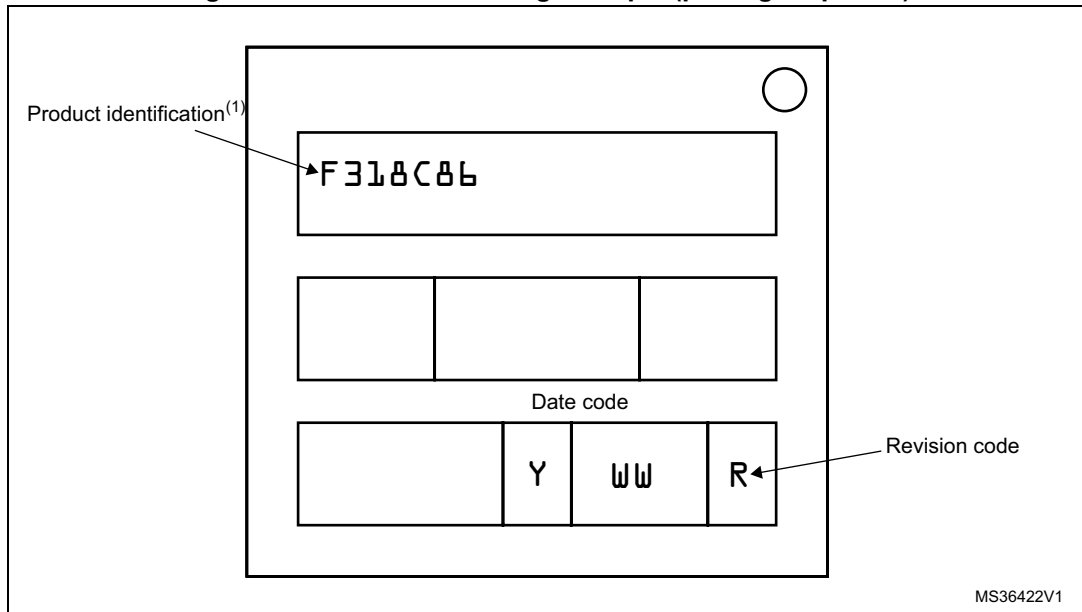 Product identification(1)
F318C86
Date code
Y WW R
Revision code
MS36422V1